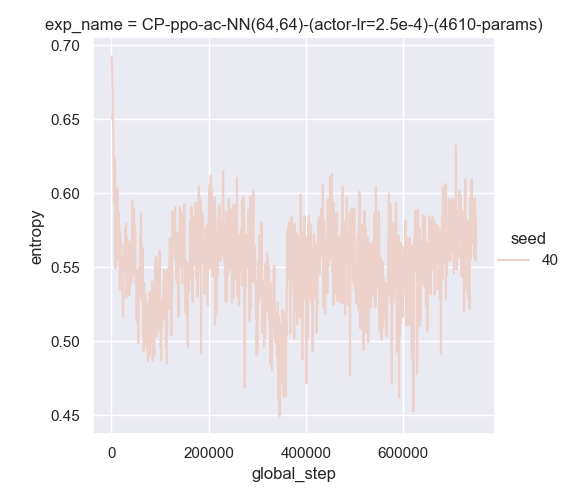 exp_name = CP-ppo-ac-NN(64,64)-(actor-lr=2.5e-4)-(4610-params)
0.70
0.65
0.60
0.55
0.50
0.45
entropy
0
200000
400000
600000
global_step
seed
40